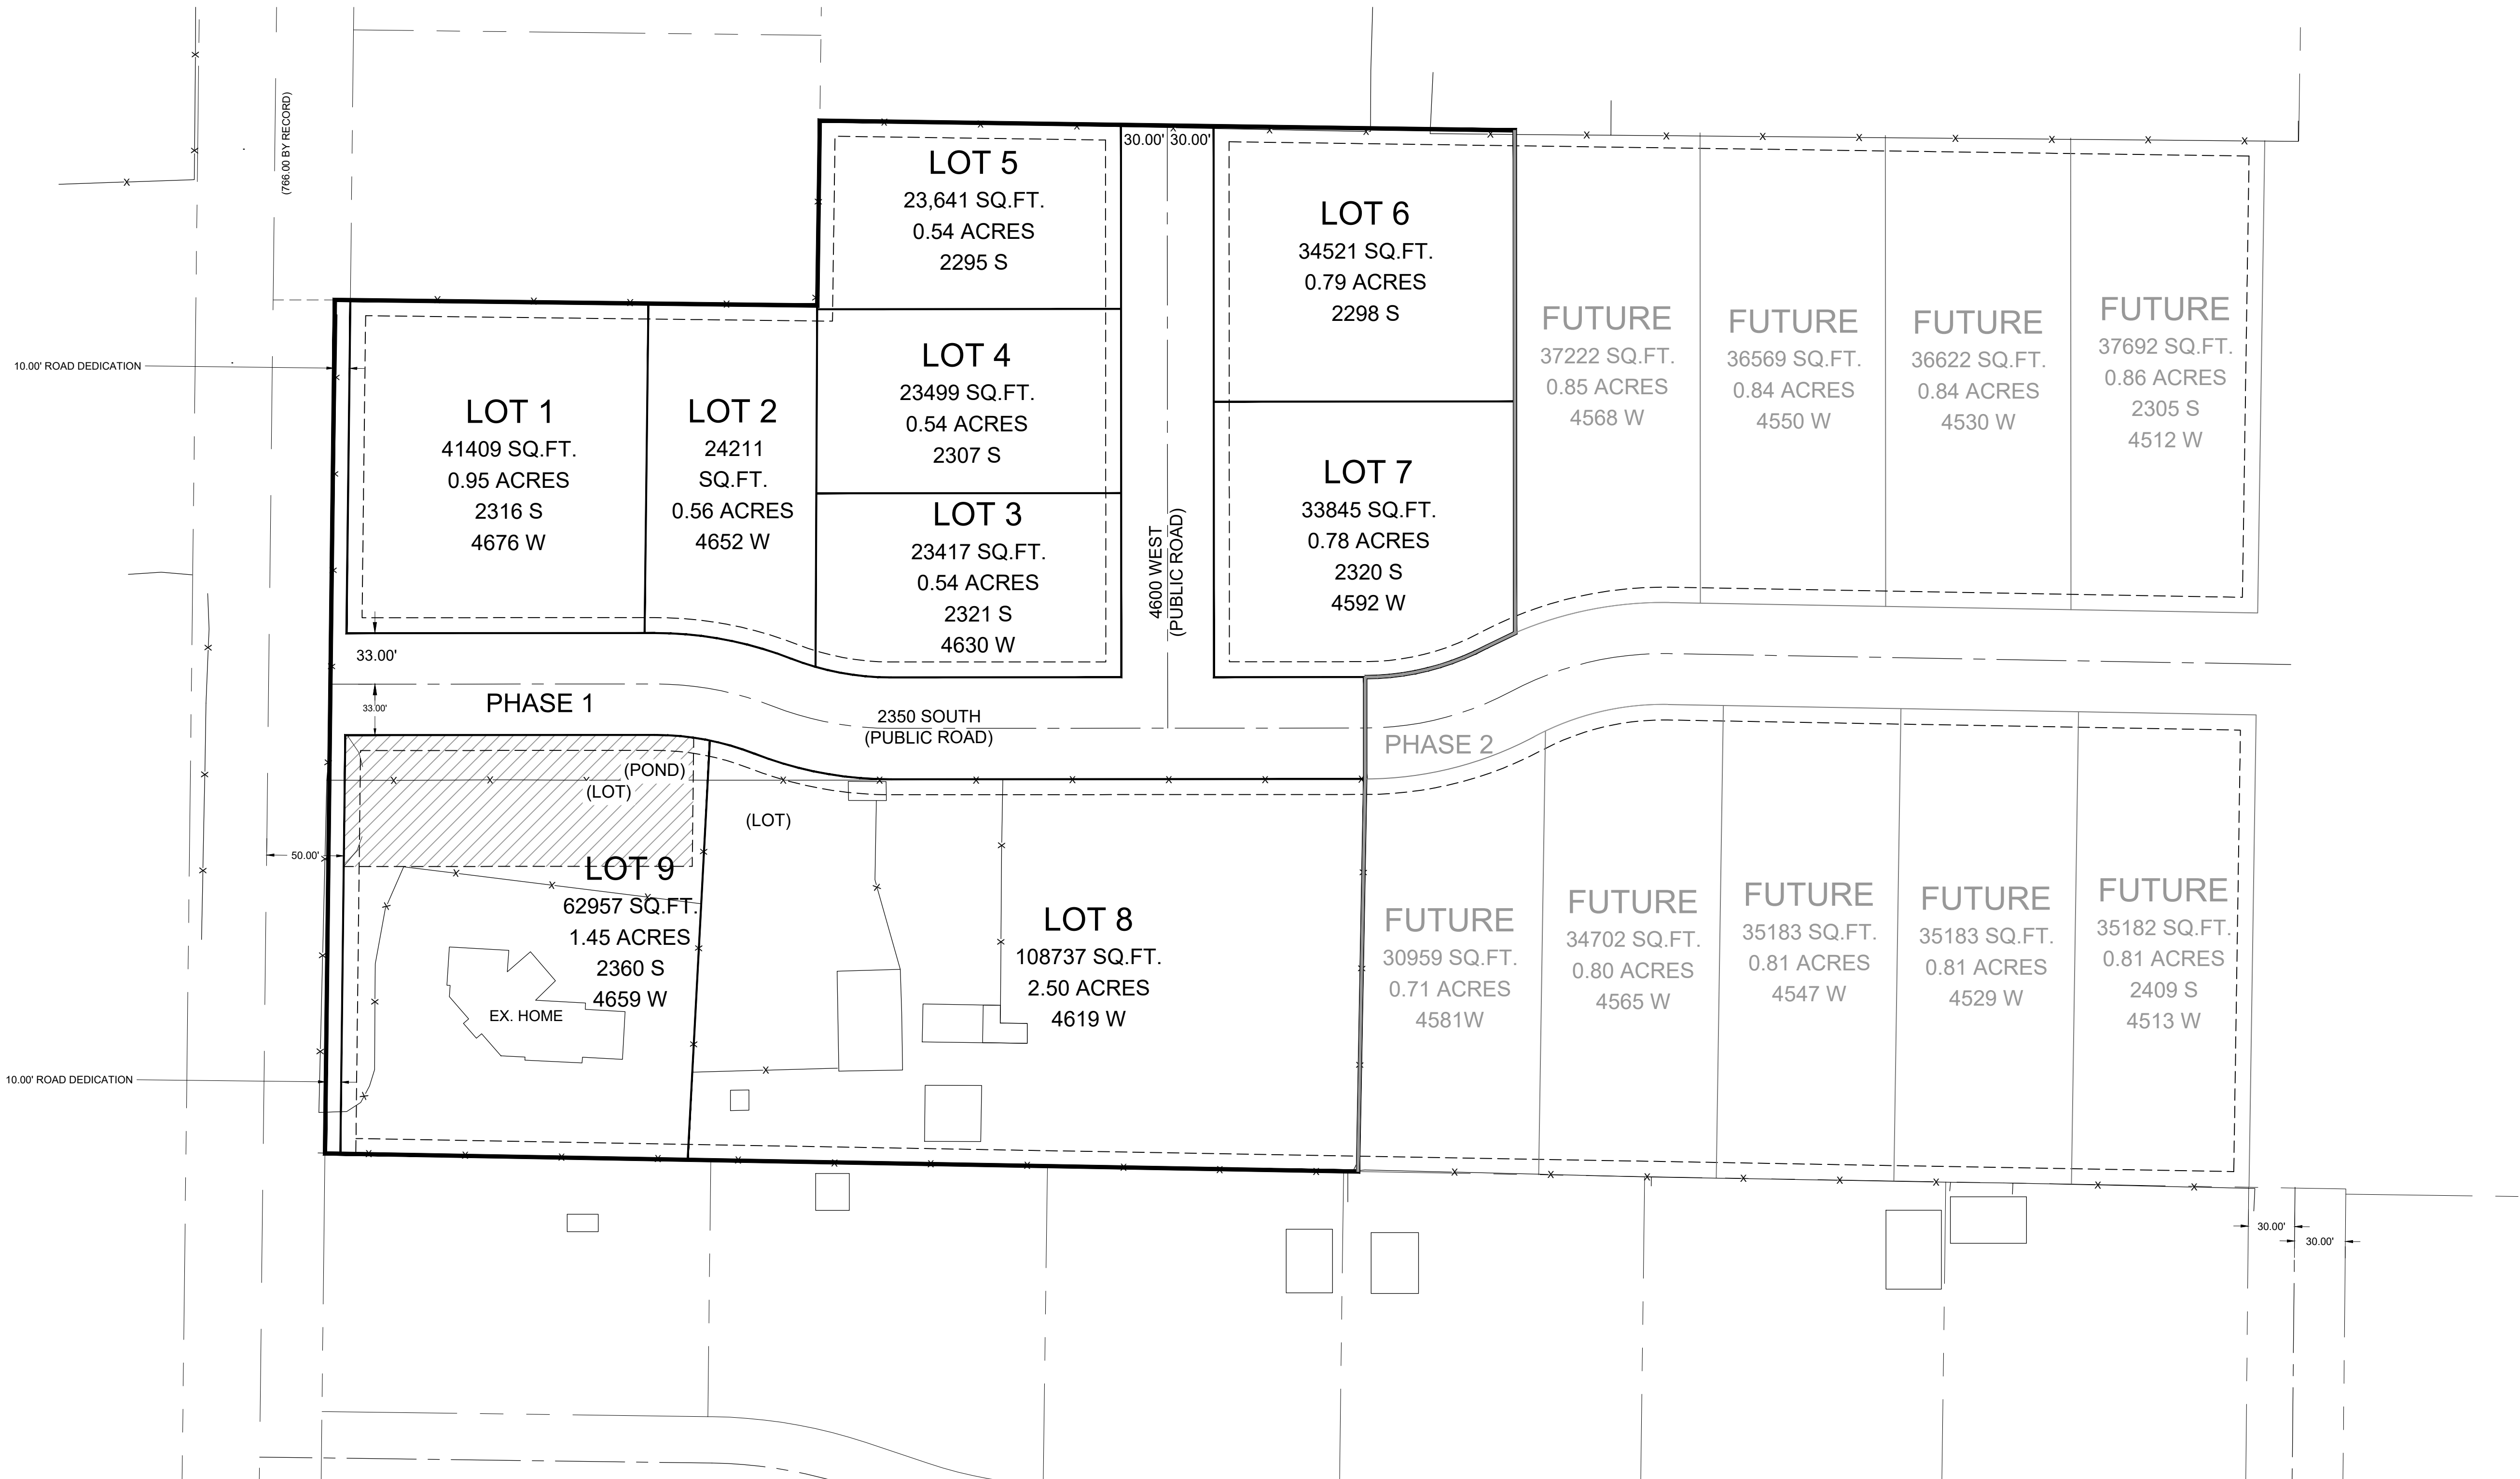 (766.00 BY RECORD)
30.00' 30.00'
LOT 5
23,641 SQ.FT.
0.54 ACRES
2295 S
LOT 6
34521 SQ.FT.
0.79 ACRES
2298 S
FUTURE
37222 SQ.FT.
0.85 ACRES
4568 W
FUTURE
36569 SQ.FT.
0.84 ACRES
4550 W
FUTURE
36622 SQ.FT.
0.84 ACRES
4530 W
FUTURE
37692 SQ.FT.
0.86 ACRES
2305 S
4512 W
10.00' ROAD DEDICATION
LOT 1
41409 SQ.FT.
0.95 ACRES
2316 S
4676 W
LOT 2
24211
SQ.FT.
0.56 ACRES
4652 W
LOT 4
23499 SQ.FT.
0.54 ACRES
2307 S
LOT 3
23417 SQ.FT.
0.54 ACRES
2321 S
4630 W
4600 WEST
(PUBLIC ROAD)
LOT 7
33845 SQ.FT.
0.78 ACRES
2320 S
4592 W
33.00'
33.00'
PHASE 1
2350 SOUTH
(PUBLIC ROAD)
PHASE 2
(POND)
(LOT)
(LOT)
50.00'
LOT 9
62957 SQ.FT.
1.45 ACRES
2360 S
4659 W
EX. HOME
LOT 8
108737 SQ.FT.
2.50 ACRES
4619 W
FUTURE
30959 SQ.FT.
0.71 ACRES
4581W
FUTURE
34702 SQ.FT.
0.80 ACRES
4565 W
FUTURE
35183 SQ.FT.
0.81 ACRES
4547 W
FUTURE
35183 SQ.FT.
0.81 ACRES
4529 W
FUTURE
35182 SQ.FT.
0.81 ACRES
2409 S
4513 W
10.00' ROAD DEDICATION
30.00'
30.00'